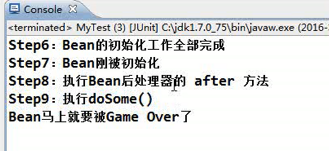 Console
<terminated> MyTest (3) [JUnit] C:\jdk1.7.0_75\bin\javaw.exe (2016-
Step6：Bean的初始化工作全部完成
Step7：Bean刚被初始化
Step8：执行Bean后处理器的 after 方法
Step9：执行doSome()
Bean马上就要被Game Over了